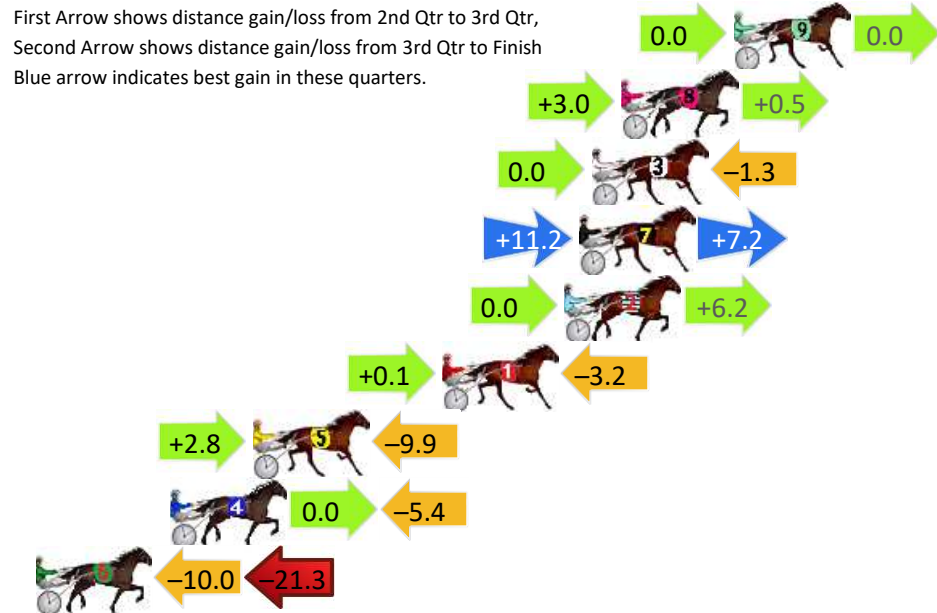 First Arrow shows distance gain/loss from 2nd Qtr to 3rd Qtr,
Second Arrow shows distance gain/loss from 3rd Qtr to Finish
Blue arrow indicates best gain in these quarters.
0.0 9 0.0
+3.0 8 +0.5
0.0 3 –1.3
+11.2 7 +7.2
0.0 2 +6.2
+0.1 1 –3.2
+2.8 5 –9.9
4 0.0 –5.4
–10.0 –21.3